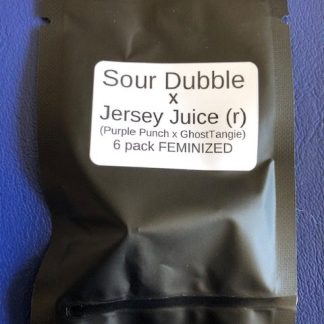 Sour Dubble
X
Jersey Juice (r)
(Purple Punch x GhostTangie)
6 pack FEMINIZED